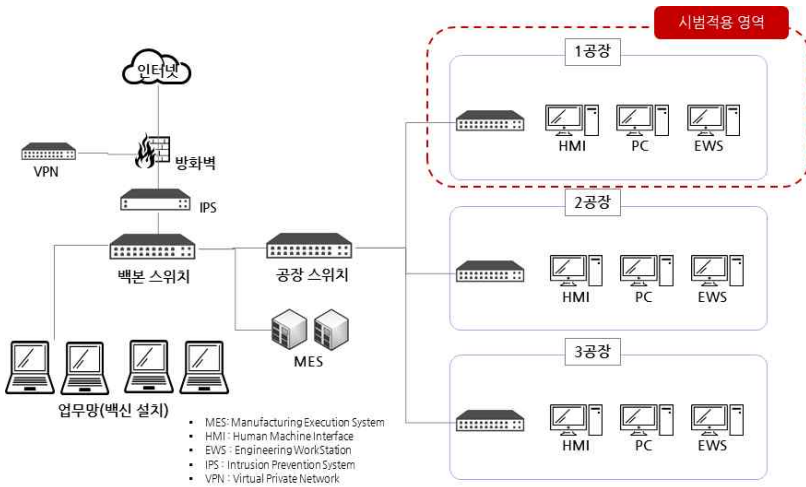 시범적용 영역
1공장
인터넷
HMI
PC
EWS
방화벽
VPN
IPS
2공장
백본 스위치
공장 스위치
HMI
PC
EWS
MES
3공장
업무망(백신 설치)
▪ MES: Manufacturing Execution System
▪ HMI : Human Machine Interface
▪ EWS : Engineering WorkStation
▪ IPS : Intrusion Prevention System
▪ VPN : Virtual Private Network
HMI
PC
EWS